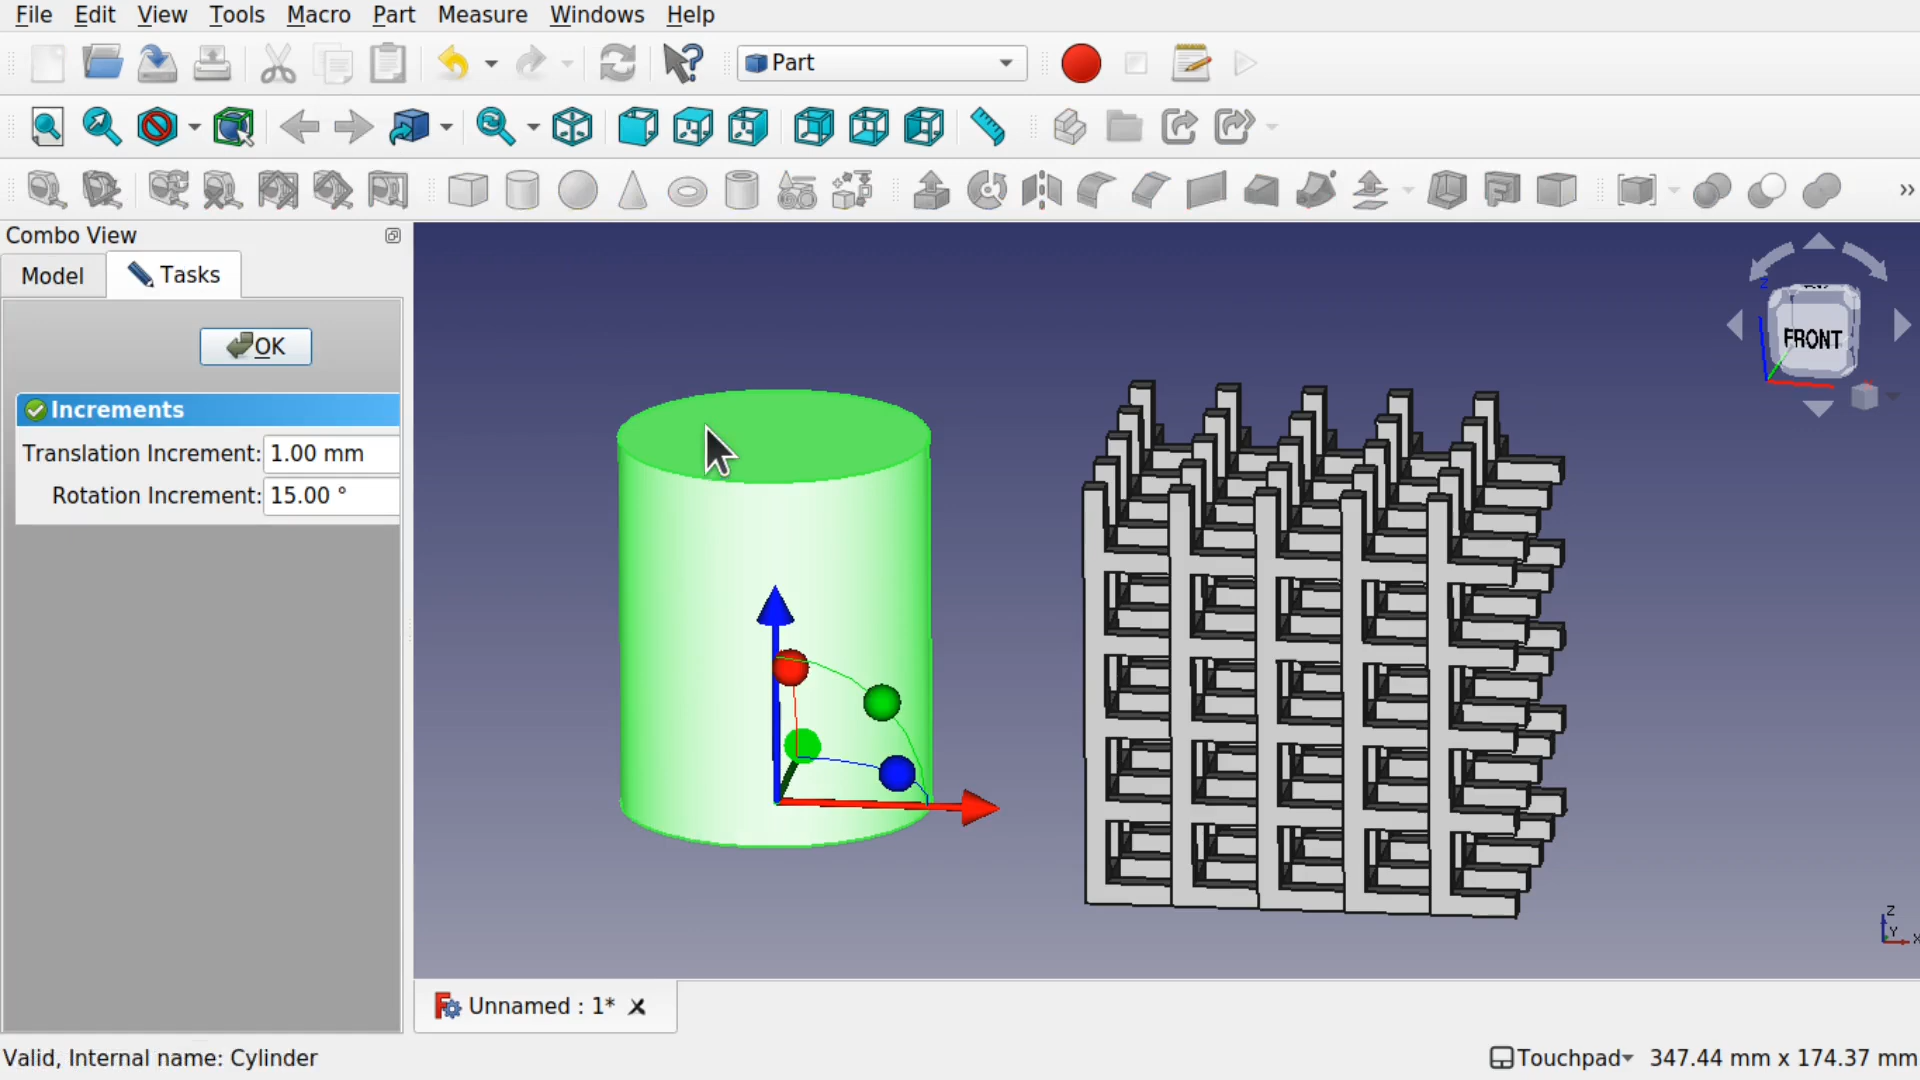 File Edit View Tools Macro Part Measure Windows Help
Part
Combo View
Model Tasks
OK
Increments
Translation Increment: 1.00 mm
Rotation Increment: 15.00 °
FRONT
Z
Z
Y
X
Unnamed : 1*
Valid, Internal name: Cylinder
Touchpad 347.44 mm x 174.37 mm